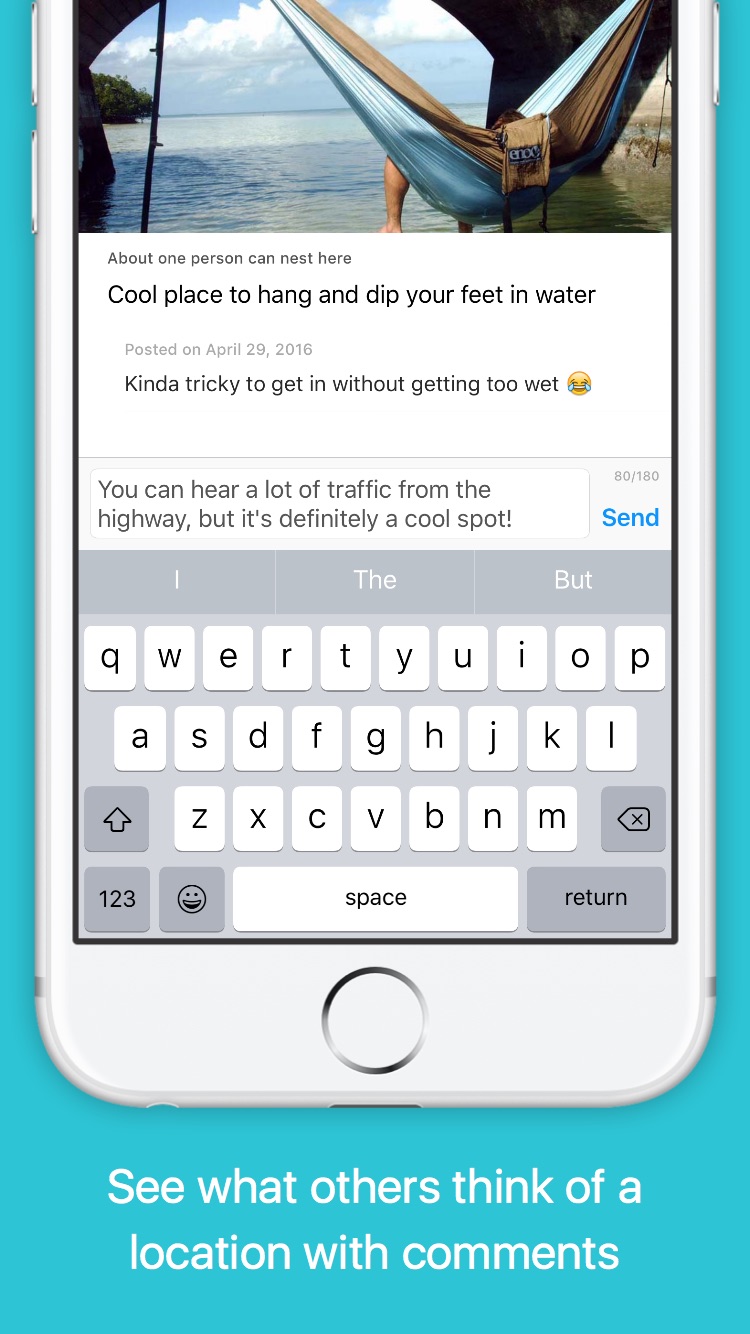 eno
About one person can nest here
Cool place to hang and dip your feet in water
Posted on April 29, 2016
Kinda tricky to get in without getting too wet 😂
You can hear a lot of traffic from the
highway, but it's definitely a cool spot!
80/180
Send
I
The
But
q w e r t y u i o p
a s d f g h j k l
z x c v b n m
123
space
return
See what others think of a
location with comments